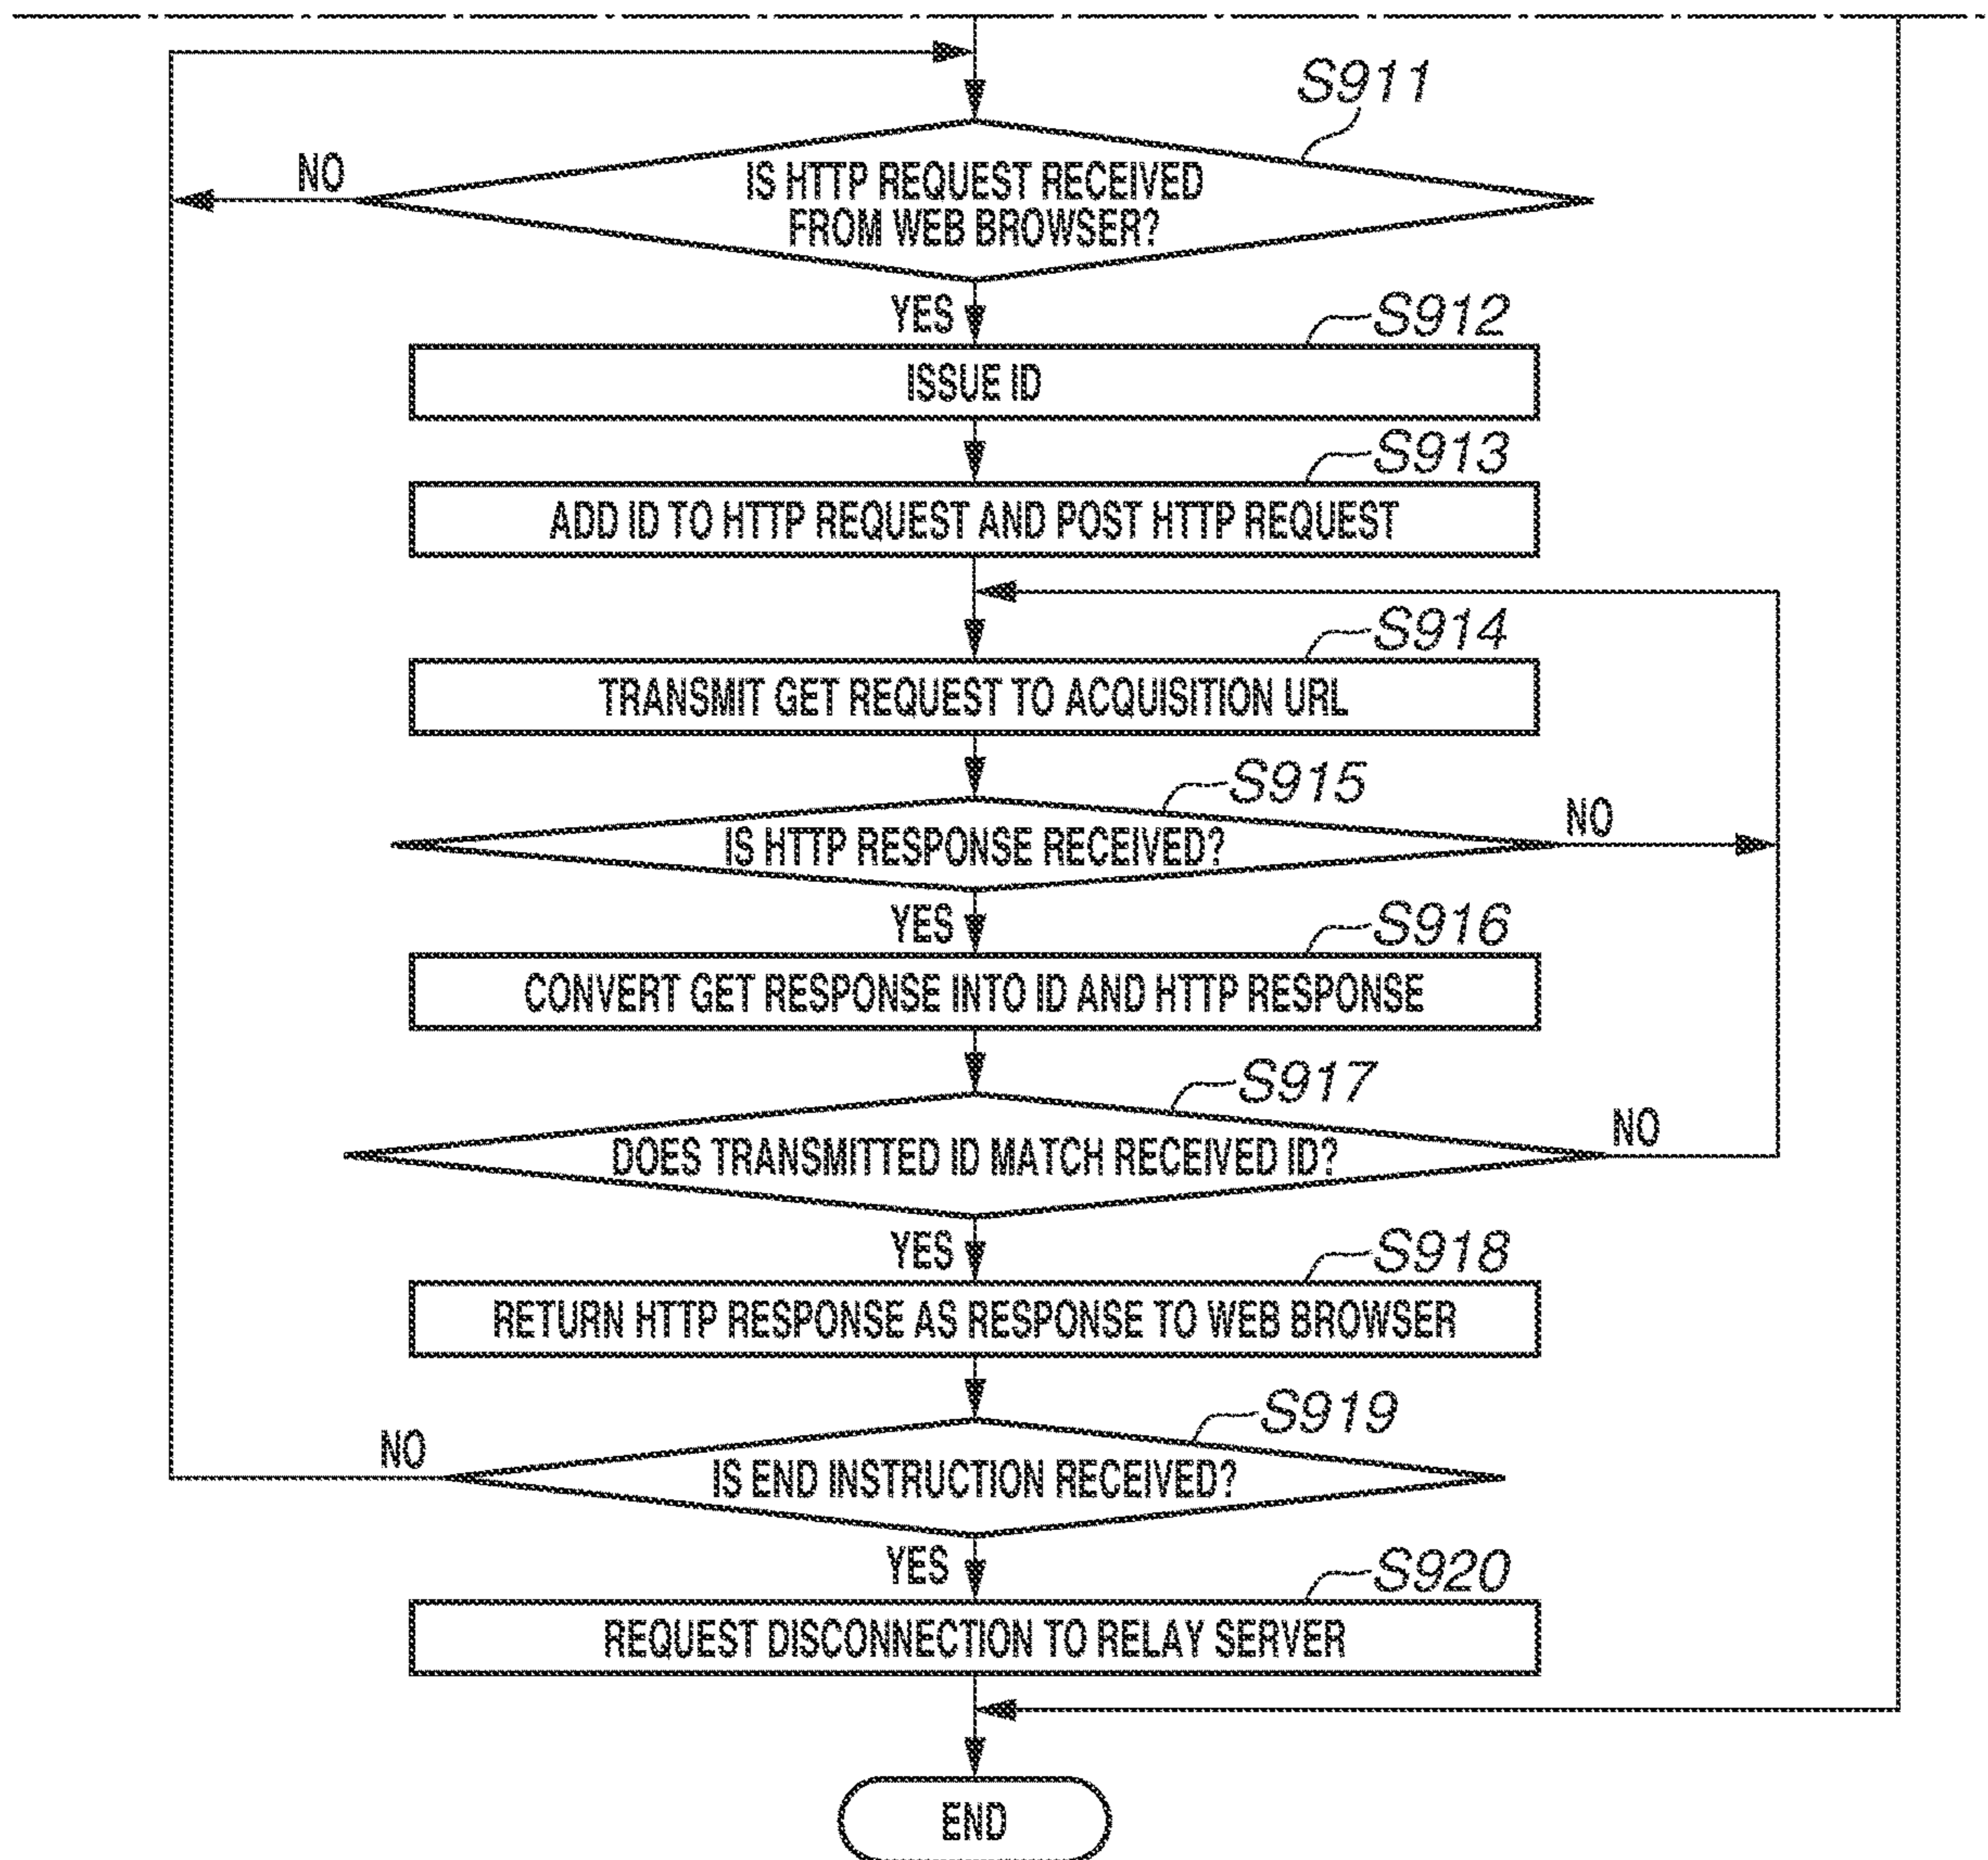 S911
IS HTTP REQUEST RECEIVED
FROM WEB BROWSER?
NO
YES
S912
ISSUE ID
S913
ADD ID TO HTTP REQUEST AND POST HTTP REQUEST
S914
TRANSMIT GET REQUEST TO ACQUISITION URL
S915
IS HTTP RESPONSE RECEIVED?
NO
YES
S916
CONVERT GET RESPONSE INTO ID AND HTTP RESPONSE
S917
DOES TRANSMITTED ID MATCH RECEIVED ID?
NO
YES
S918
RETURN HTTP RESPONSE AS RESPONSE TO WEB BROWSER
S919
IS END INSTRUCTION RECEIVED?
NO
YES
S920
REQUEST DISCONNECTION TO RELAY SERVER
END